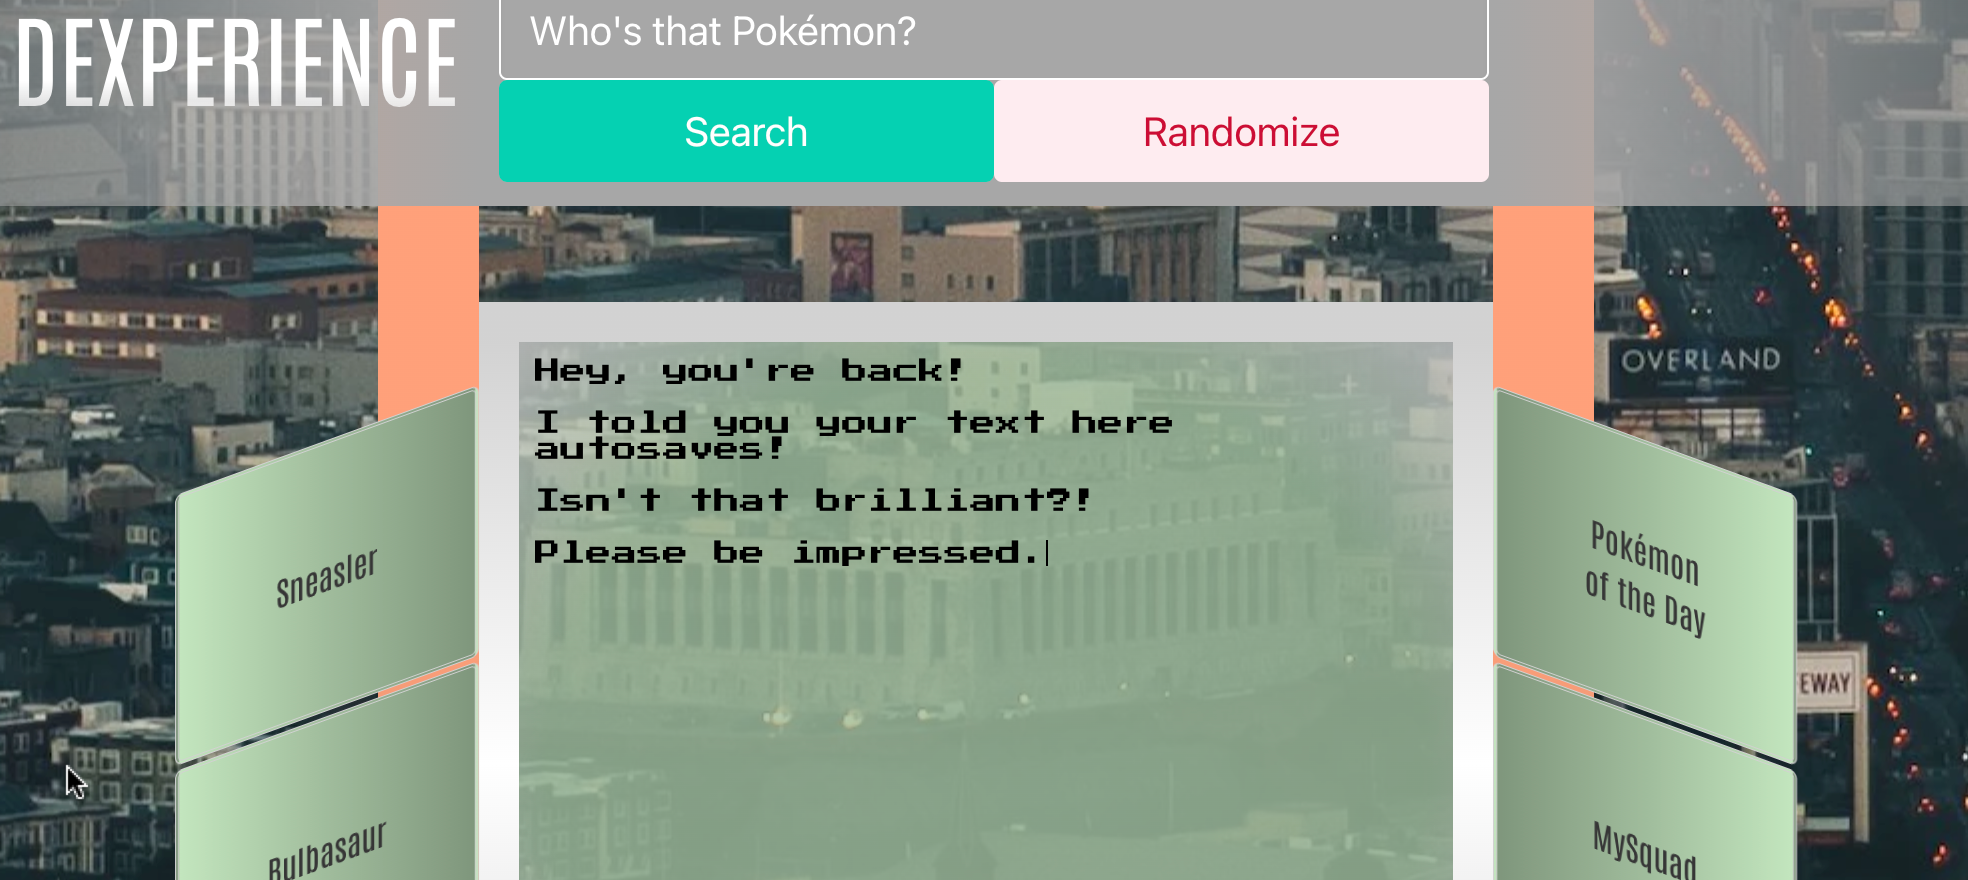 DEXPERIENCE
Who's that Pokémon?
Search
Randomize
Hey, you're back!
I told you your text here
autosaves!
Isn't that brilliant?!
Please be impressed.
Sneasler
Bulbasaur
Pokémon
of the Day
MySquad
OVERLAND
EWAY